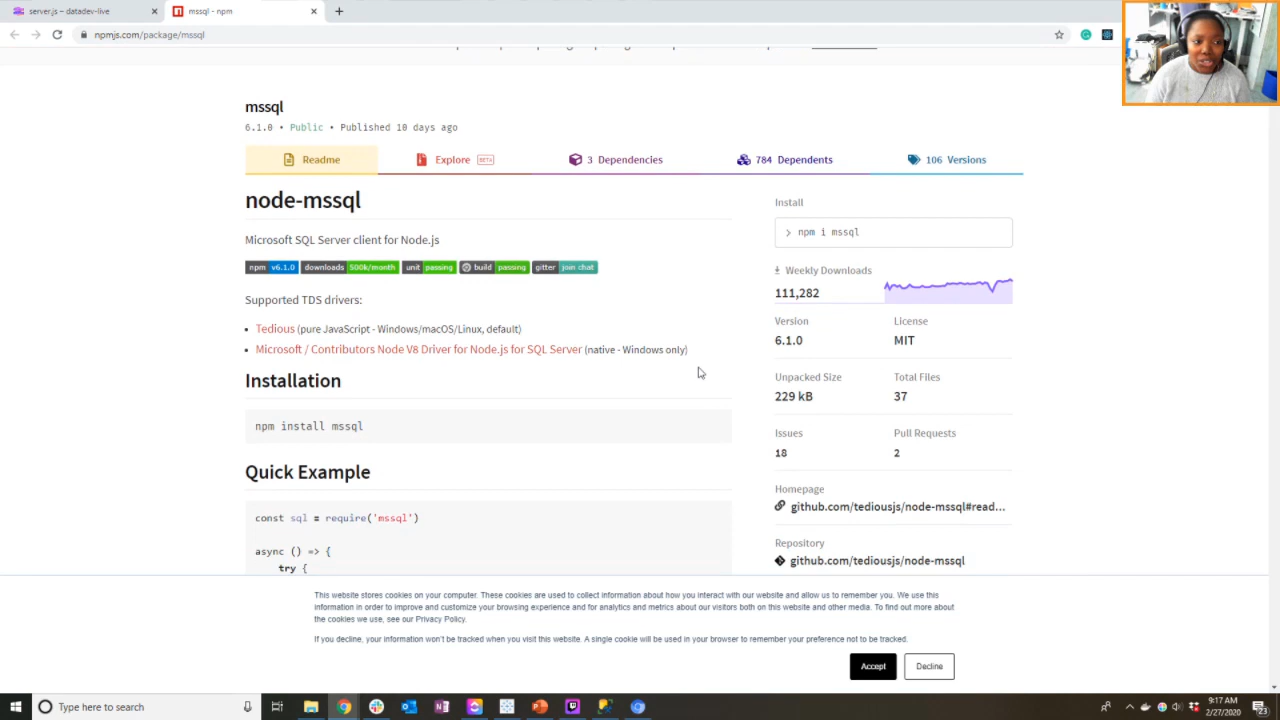 server.js – datadev-live
mssql - npm
npmjs.com/package/mssql
mssql
6.1.0 • Public • Published 10 days ago
Readme
Explore BETA
3 Dependencies
784 Dependents
106 Versions
node-mssql
Microsoft SQL Server client for Node.js
npm v6.1.0 downloads 500k/month unit passing build passing gitter join chat
Supported TDS drivers:
Tedious (pure JavaScript - Windows/macOS/Linux, default)
Microsoft / Contributors Node V8 Driver for Node.js for SQL Server (native - Windows only)
Installation
npm install mssql
Quick Example
const sql = require('mssql')
async () => {
try {
Install
> npm i mssql
Weekly Downloads
111,282
Version
License
6.1.0
MIT
Unpacked Size
Total Files
229 kB
37
Issues
Pull Requests
18
2
Homepage
github.com/tediousjs/node-mssql#read...
Repository
github.com/tediousjs/node-mssql
This website stores cookies on your computer. These cookies are used to collect information about how you interact with our website and allow us to remember you. We use this
information in order to improve and customize your browsing experience and for analytics and metrics about our visitors both on this website and other media. To find out more about
the cookies we use, see our Privacy Policy.
If you decline, your information won't be tracked when you visit this website. A single cookie will be used in your browser to remember your preference not to be tracked.
Accept
Decline
Type here to search
9:17 AM
2/27/2020
23